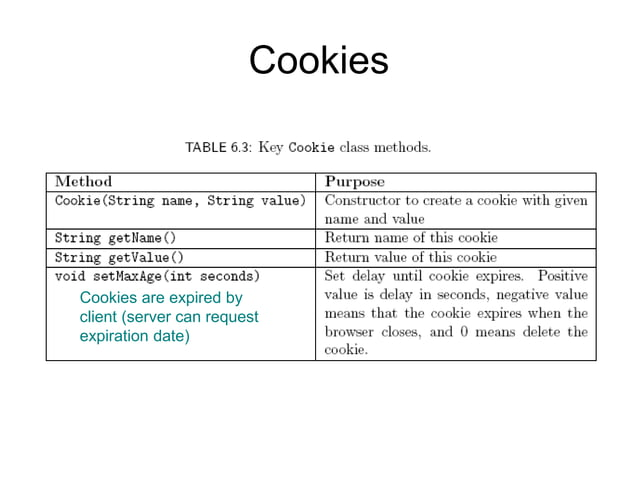 Cookies
TABLE 6.3: Key Cookie class methods.
Method Purpose
Cookie(String name, String value) Constructor to create a cookie with given
name and value
String getName() Return name of this cookie
String getValue() Return value of this cookie
void setMaxAge(int seconds) Set delay until cookie expires. Positive
value is delay in seconds, negative value
means that the cookie expires when the
browser closes, and 0 means delete the
cookie.
Cookies are expired by
client (server can request
expiration date)